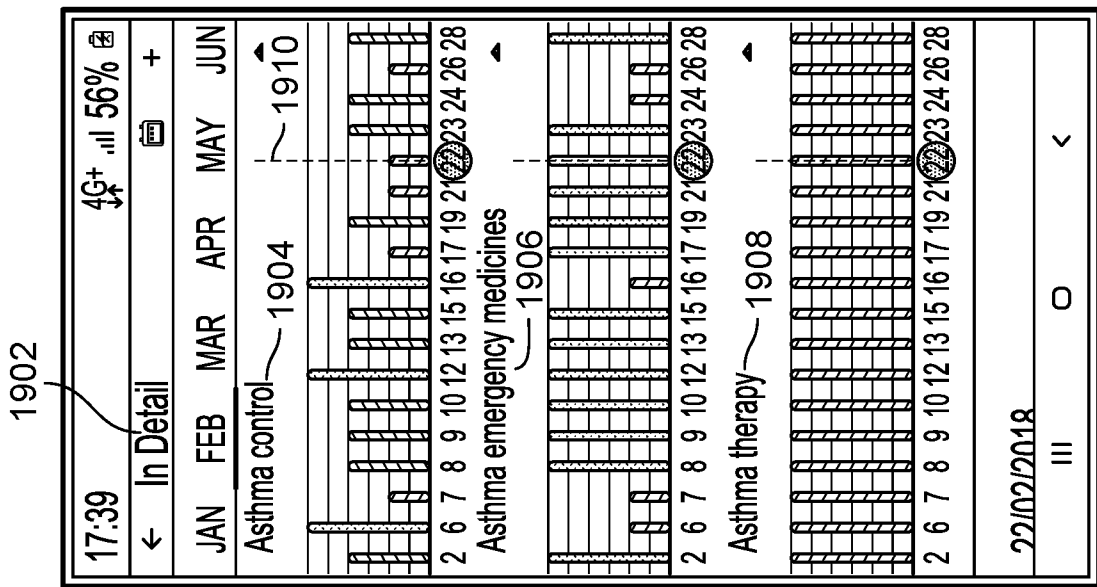 1902
17:39 4G+ 56%
← In Detail +
JAN FEB MAR APR MAY JUN
Asthma control 1904 1910
2 6 7 8 9 10 12 13 15 16 17 19 21 22 23 24 26 28
Asthma emergency medicines 1906
2 6 7 8 9 10 12 13 15 16 17 19 21 22 23 24 26 28
Asthma therapy 1908
2 6 7 8 9 10 12 13 15 16 17 19 21 22 23 24 26 28
22/02/2018